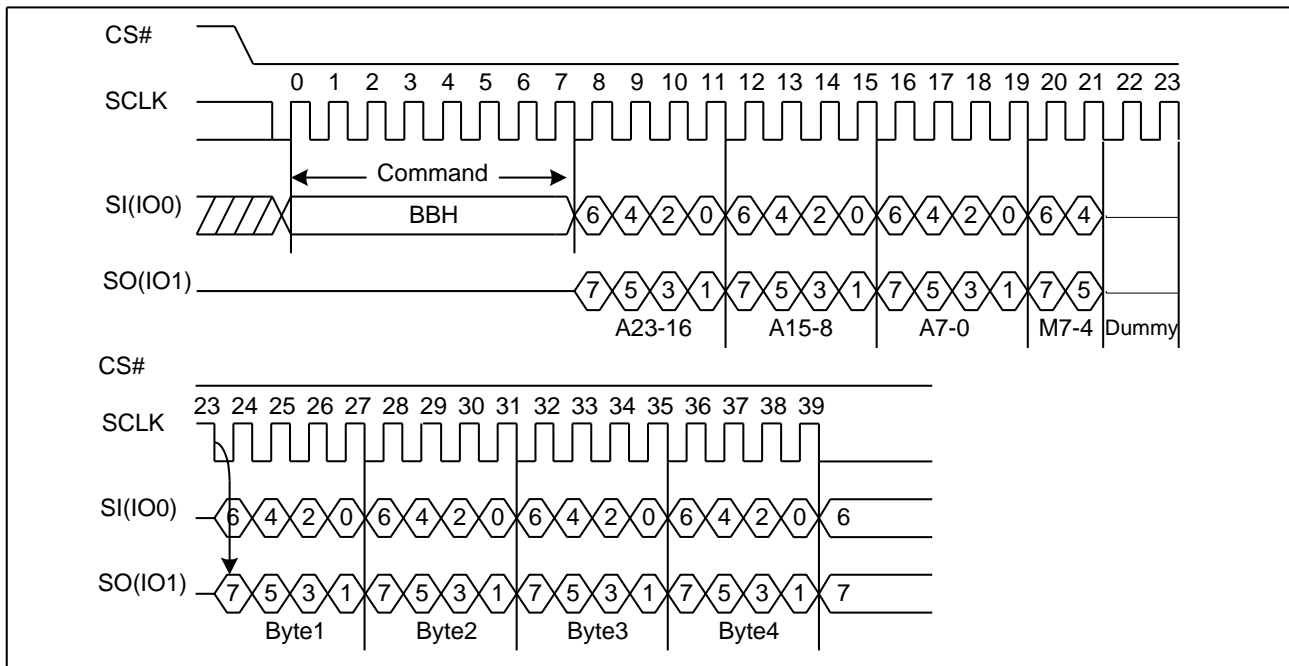 CS#
0 1 2 3 4 5 6 7 8 9 10 11 12 13 14 15 16 17 18 19 20 21 22 23
SCLK
Command
SI(IO0) BBH 6 4 2 0 6 4 2 0 6 4 2 0 6 4
SO(IO1) 7 5 3 1 7 5 3 1 7 5 3 1 7 5
A23-16 A15-8 A7-0 M7-4 Dummy
CS#
23 24 25 26 27 28 29 30 31 32 33 34 35 36 37 38 39
SCLK
SI(IO0) 6 4 2 0 6 4 2 0 6 4 2 0 6 4 2 0 6
SO(IO1) 7 5 3 1 7 5 3 1 7 5 3 1 7 5 3 1 7
Byte1 Byte2 Byte3 Byte4